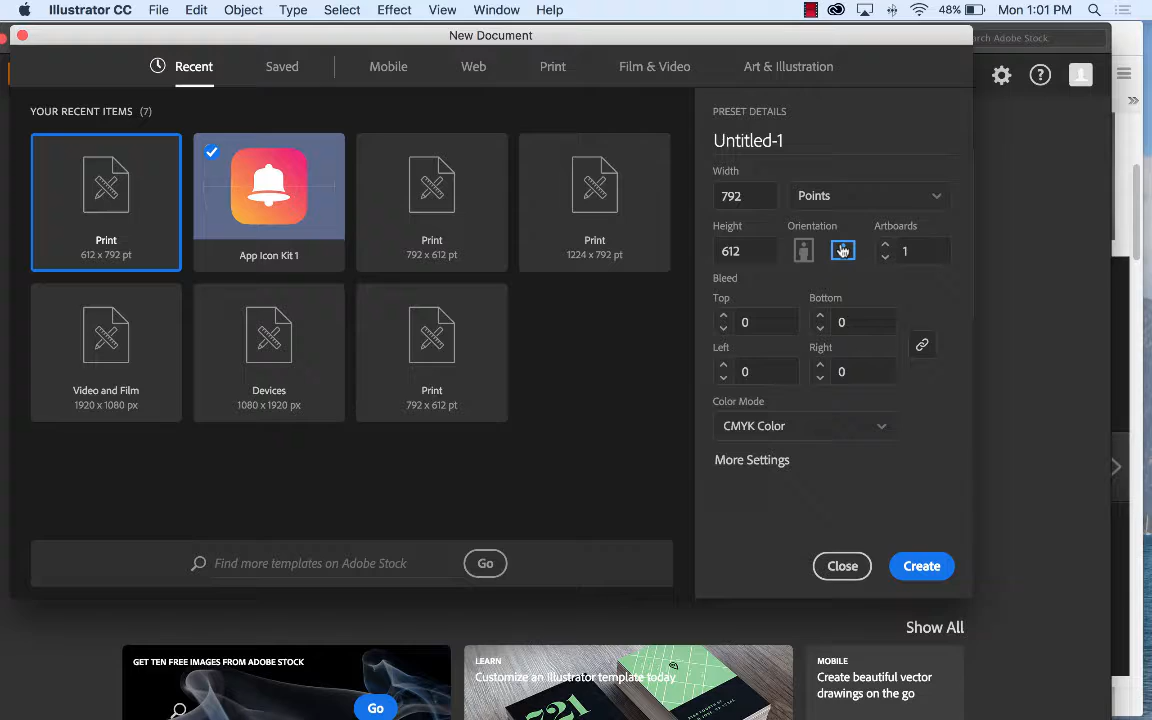 Illustrator CC File Edit Object Type Select Effect View Window Help 48% Mon 1:01 PM
New Document
rch Adobe Stock
Recent Saved Mobile Web Print Film & Video Art & Illustration
YOUR RECENT ITEMS (7)
Print
612 x 792 pt
App Icon Kit 1
Print
792 x 612 pt
Print
1224 x 792 pt
Video and Film
1920 x 1080 px
Devices
1080 x 1920 px
Print
792 x 612 pt
Find more templates on Adobe Stock Go
PRESET DETAILS
Untitled-1
Width
792 Points
Height Orientation Artboards
612 1
Bleed
Top Bottom
0 0
Left Right
0 0
Color Mode
CMYK Color
More Settings
Close Create
Show All
GET TEN FREE IMAGES FROM ADOBE STOCK
Go
LEARN
Customize an Illustrator template today
721
MOBILE
Create beautiful vector
drawings on the go